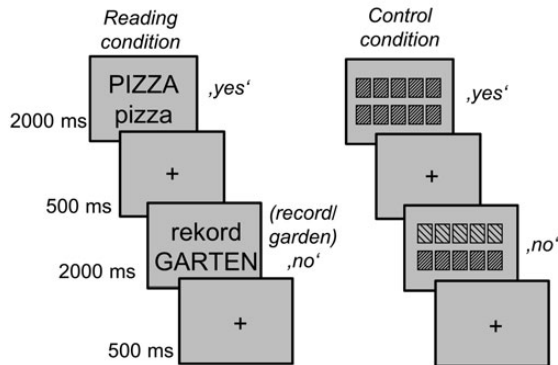 Reading
condition
PIZZA
pizza
‚yes‘
2000 ms
+
500 ms
rekord
GARTEN
(record/
garden)
‚no‘
2000 ms
+
500 ms
Control
condition
‚yes‘
+
‚no‘
+